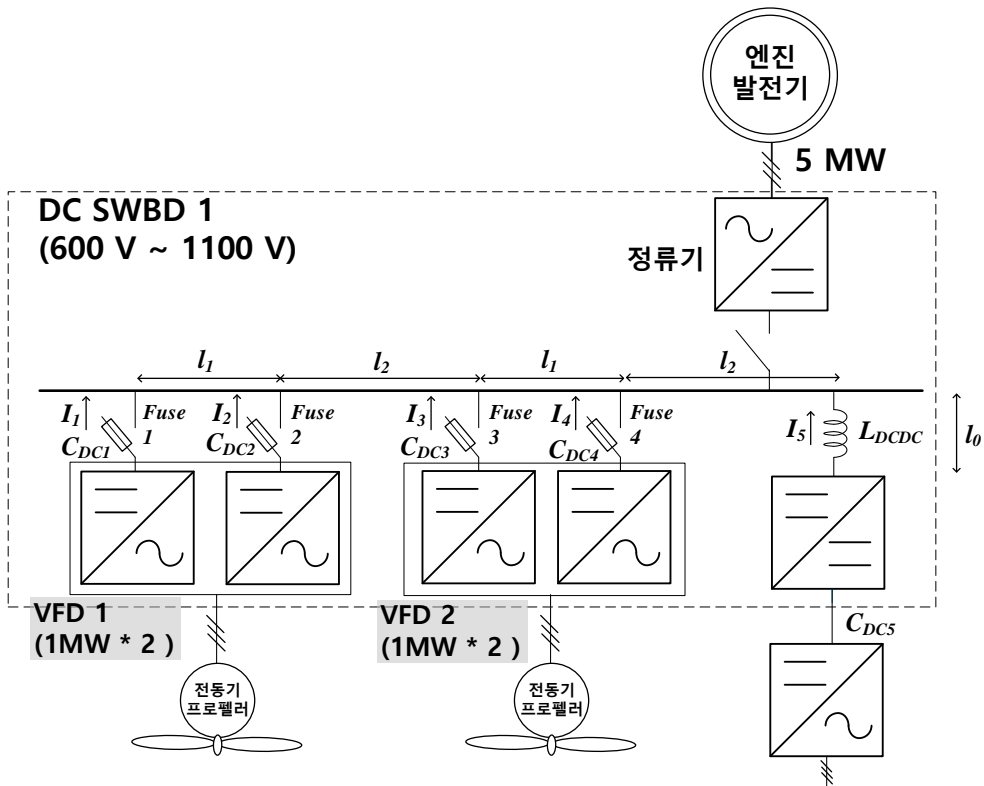 엔진
발전기
5 MW
DC SWBD 1
(600 V ~ 1100 V)
정류기
l1
l2
l1
l2
I1
Fuse
1
CDC1
I2
Fuse
2
CDC2
I3
Fuse
3
CDC3
I4
Fuse
4
CDC4
I5
LDCDC
l0
VFD 1
(1MW * 2 )
VFD 2
(1MW * 2 )
CDC5
전동기
프로펠러
전동기
프로펠러